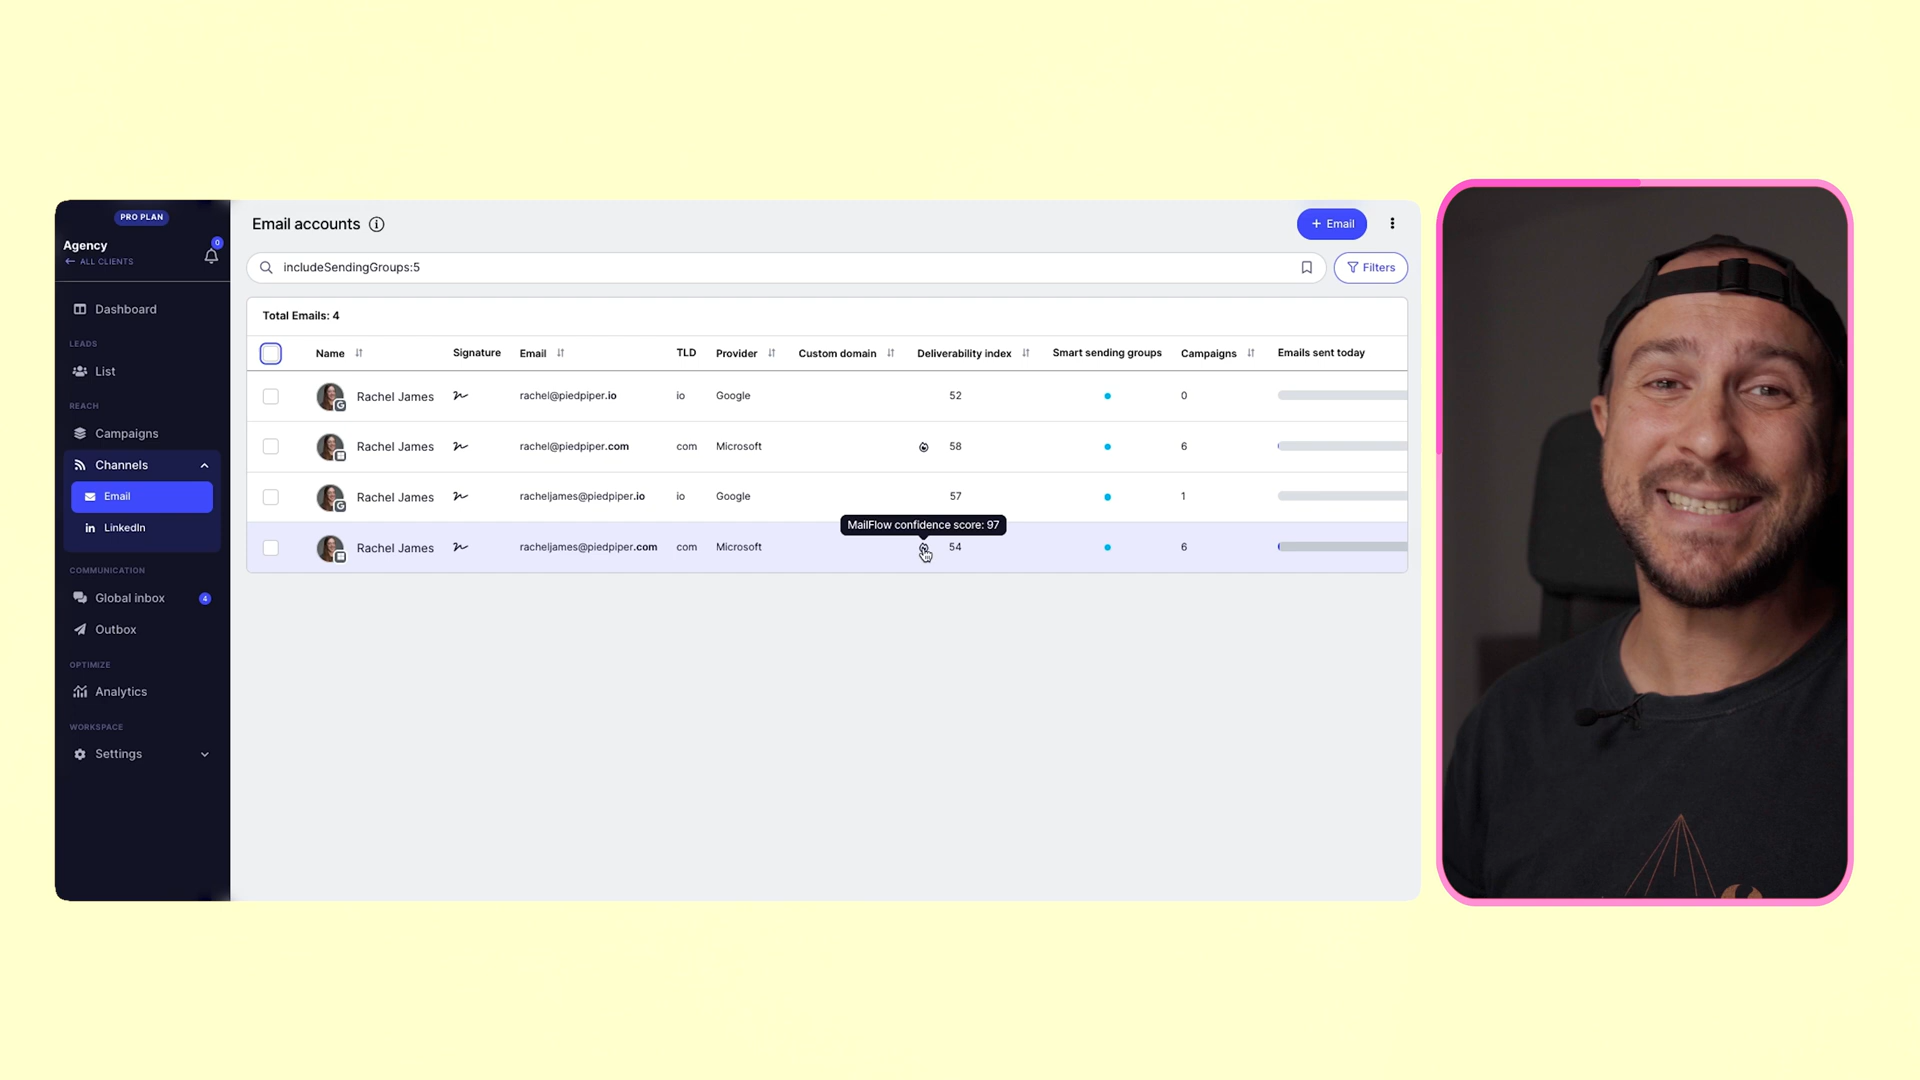 PRO PLAN
Agency
0
← ALL CLIENTS
Dashboard
LEADS
List
REACH
Campaigns
Channels
Email
LinkedIn
COMMUNICATION
Global inbox 4
Outbox
OPTIMIZE
Analytics
WORKSPACE
Settings
Email accounts
+ Email
includeSendingGroups:5
Filters
Total Emails: 4
Name Signature Email TLD Provider Custom domain Deliverability index Smart sending groups Campaigns Emails sent today
Rachel James rachel@piedpiper.io io Google 52 0
Rachel James rachel@piedpiper.com com Microsoft 58 6
Rachel James racheljames@piedpiper.io io Google 57 1
MailFlow confidence score: 97
Rachel James racheljames@piedpiper.com com Microsoft 54 6